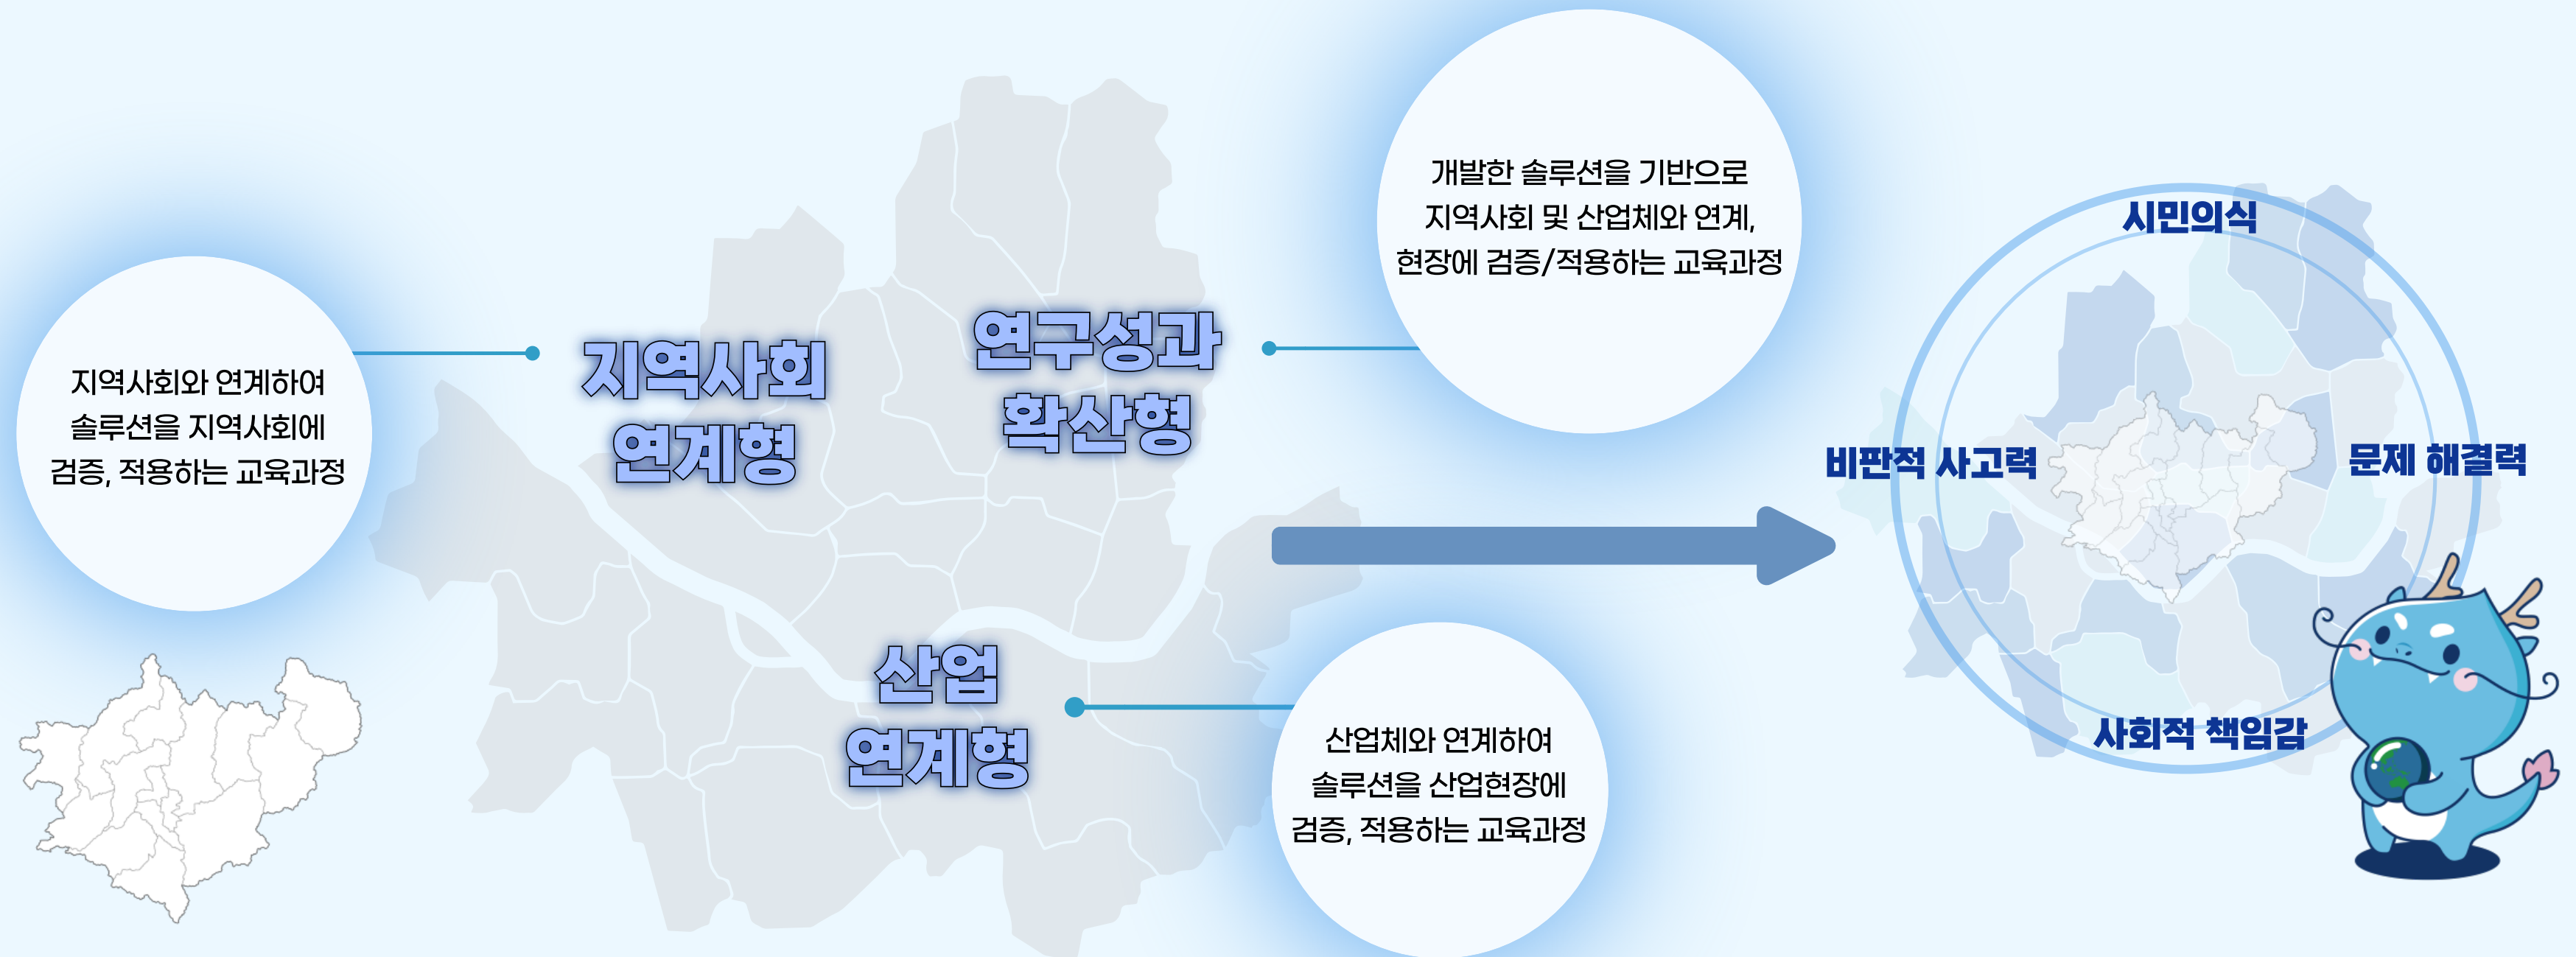 지역사회와 연계하여
솔루션을 지역사회에
검증, 적용하는 교육과정
지역사회
연계형
연구성과
확산형
개발한 솔루션을 기반으로
지역사회 및 산업체와 연계,
현장에 검증/적용하는 교육과정
산업
연계형
산업체와 연계하여
솔루션을 산업현장에
검증, 적용하는 교육과정
시민의식
비판적 사고력
문제 해결력
사회적 책임감